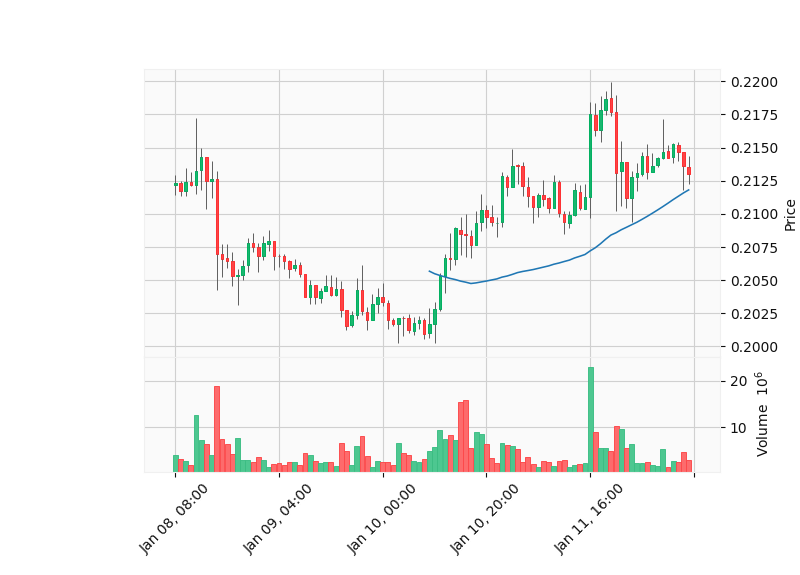 0.2200
0.2175
0.2150
0.2125
0.2100
0.2075
0.2050
0.2025
0.2000
Price
20
10
Volume 10^6
Jan 08, 08:00
Jan 09, 04:00
Jan 10, 00:00
Jan 10, 20:00
Jan 11, 16:00